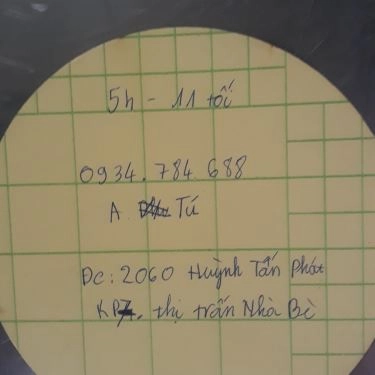 5h - 11 tối
0934.784 688
A Tú
Đc: 2060 Huỳnh Tấn Phát
KP7. thị trấn Nhà Bè